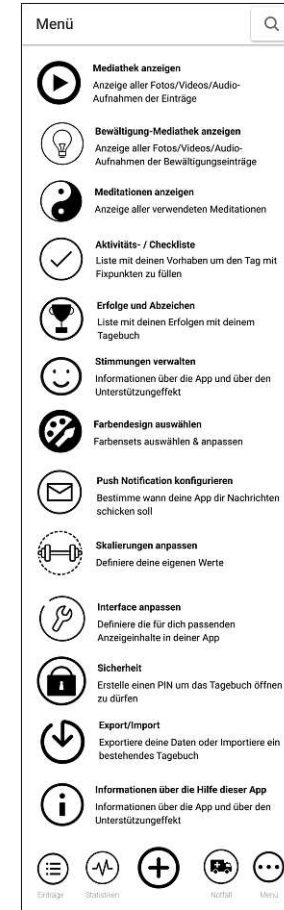 Menü
Mediathek anzeigen
Anzeige aller Fotos/Videos/Audio-
Aufnahmen der Einträge
Bewältigung-Mediathek anzeigen
Anzeige aller Fotos/Videos/Audio-
Aufnahmen der Bewältigungseinträge
Meditationen anzeigen
Anzeige aller verwendeten Meditationen
Aktivitäts- / Checkliste
Liste mit deinen Vorhaben um den Tag mit
Fixpunkten zu füllen
Erfolge und Abzeichen
Liste mit deinen Erfolgen mit deinem
Tagebuch
Stimmungen verwalten
Informationen über die App und über den
Unterstützungeffekt
Farbendesign auswählen
Farbensets auswählen & anpassen
Push Notification konfigurieren
Bestimme wann deine App dir Nachrichten
schicken soll
Skalierungen anpassen
Definiere deine eigenen Werte
Interface anpassen
Definiere die für dich passenden
Anzeigeinhalte in deiner App
Sicherheit
Erstelle einen PIN um das Tagebuch öffnen
zu dürfen
Export/Import
Exportiere deine Daten oder Importiere ein
bestehendes Tagebuch
Informationen über die Hilfe dieser App
Informationen über die App und über den
Unterstützungeffekt
Einträge Statistiken Notfall Menü